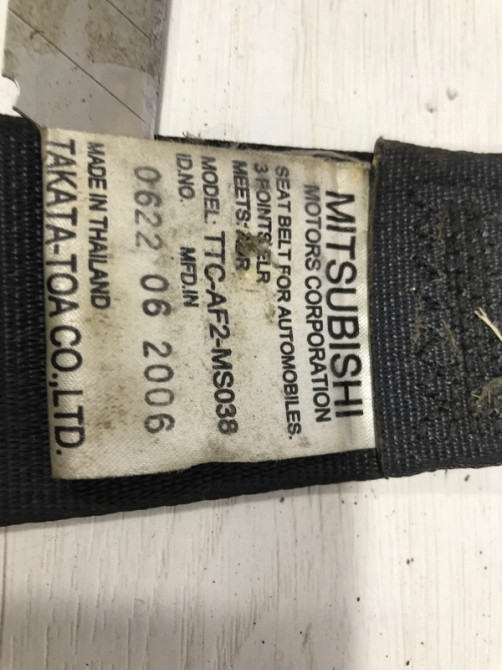 MITSUBISHI
MOTORS CORPORATION
SEAT BELT FOR AUTOMOBILES.
3 POINTS ELR
MEETS:
MODEL: TTC-AF2-MS038
ID.NO. MFD.IN
0622 06 2006
MADE IN THAILAND
TAKATA-TOA CO.,LTD.